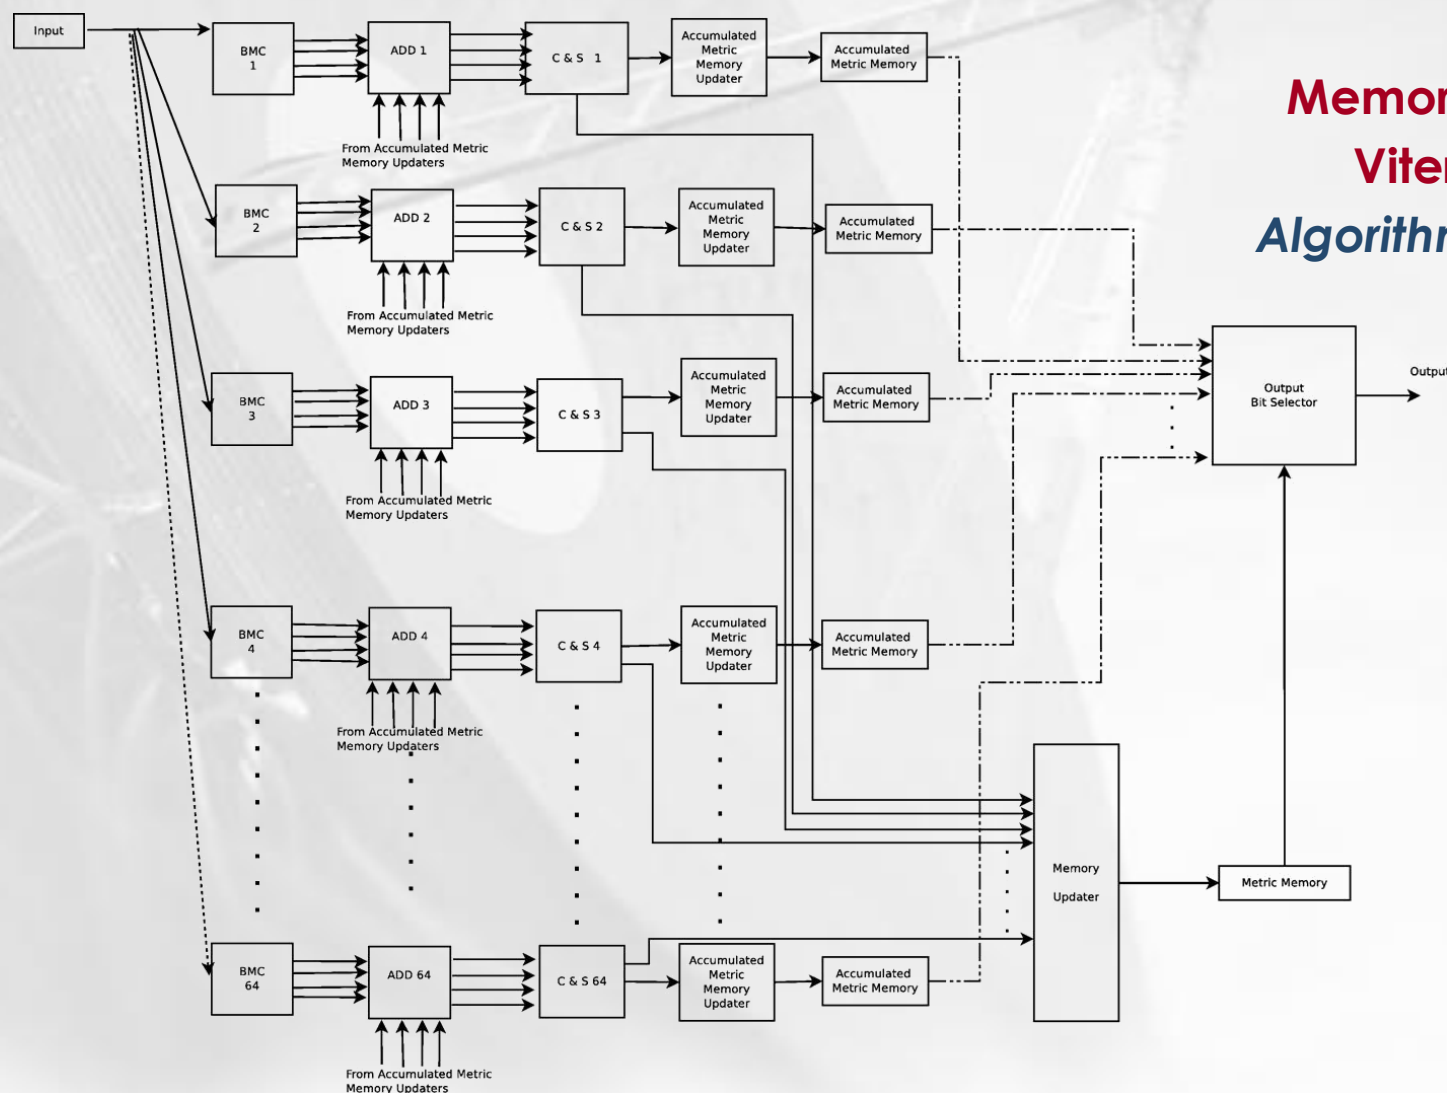 Input
BMC
1
ADD 1
C & S 1
Accumulated
Metric
Memory
Updater
Accumulated
Metric Memory
From Accumulated Metric
Memory Updaters
BMC
2
ADD 2
C & S 2
Accumulated
Metric
Memory
Updater
Accumulated
Metric Memory
From Accumulated Metric
Memory Updaters
BMC
3
ADD 3
C & S 3
Accumulated
Metric
Memory
Updater
Accumulated
Metric Memory
From Accumulated Metric
Memory Updaters
BMC
4
ADD 4
C & S 4
Accumulated
Metric
Memory
Updater
Accumulated
Metric Memory
From Accumulated Metric
Memory Updaters
BMC
64
ADD 64
C & S 64
Accumulated
Metric
Memory
Updater
Accumulated
Metric Memory
From Accumulated Metric
Memory Updaters
Memory
Updater
Metric Memory
Output
Bit Selector
Output